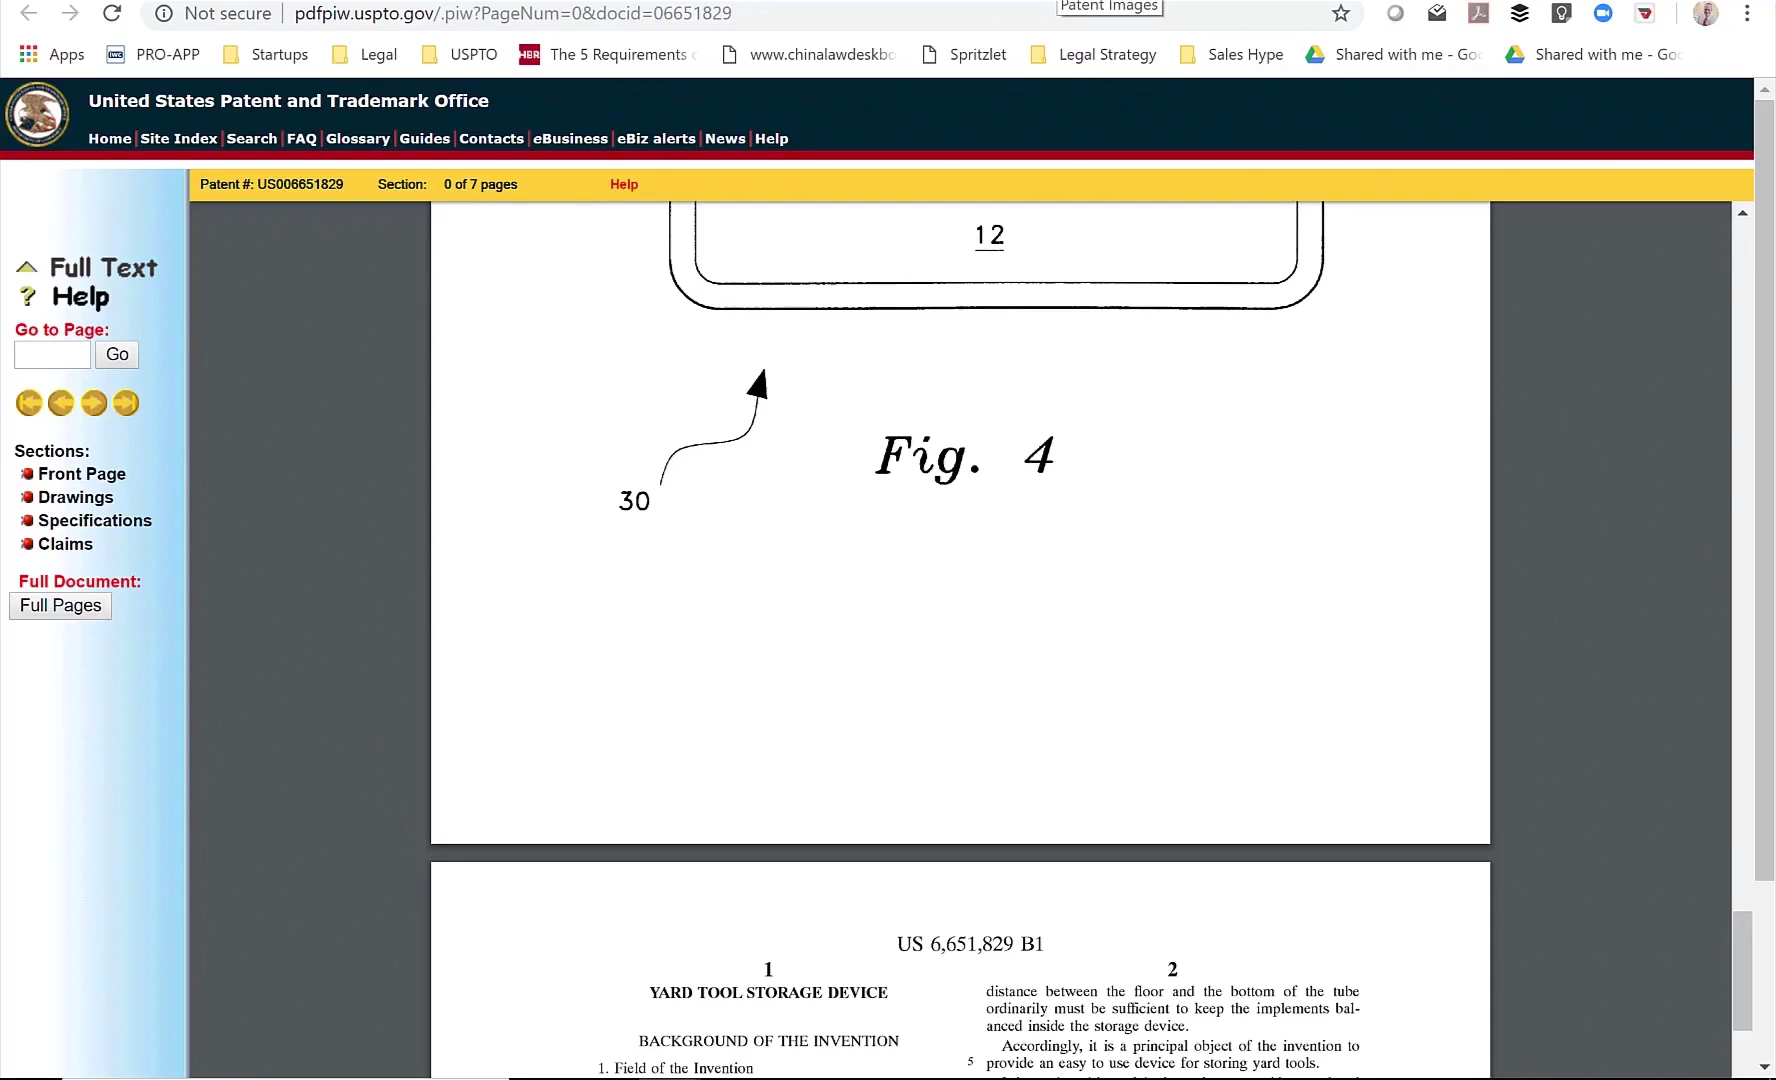 Patent Images
Not secure
pdfpiw.uspto.gov/.piw?PageNum=0&docid=06651829
Apps
PRO-APP
Startups
Legal
USPTO
HBR
The 5 Requirements
www.chinalawdeskbo
Spritzlet
Legal Strategy
Sales Hype
Shared with me - Goo
Shared with me - Goo
United States Patent and Trademark Office
Home | Site Index | Search | FAQ | Glossary | Guides | Contacts | eBusiness | eBiz alerts | News | Help
Patent #: US006651829 Section: 0 of 7 pages Help
Full Text
? Help
Go to Page:
Go
Sections:
Front Page
Drawings
Specifications
Claims
Full Document:
Full Pages
12
30
Fig. 4
US 6,651,829 B1
1
YARD TOOL STORAGE DEVICE
BACKGROUND OF THE INVENTION
1. Field of the Invention
2
distance between the floor and the bottom of the tube
ordinarily must be sufficient to keep the implements bal-
anced inside the storage device.
Accordingly, it is a principal object of the invention to
5 provide an easy to use device for storing yard tools.